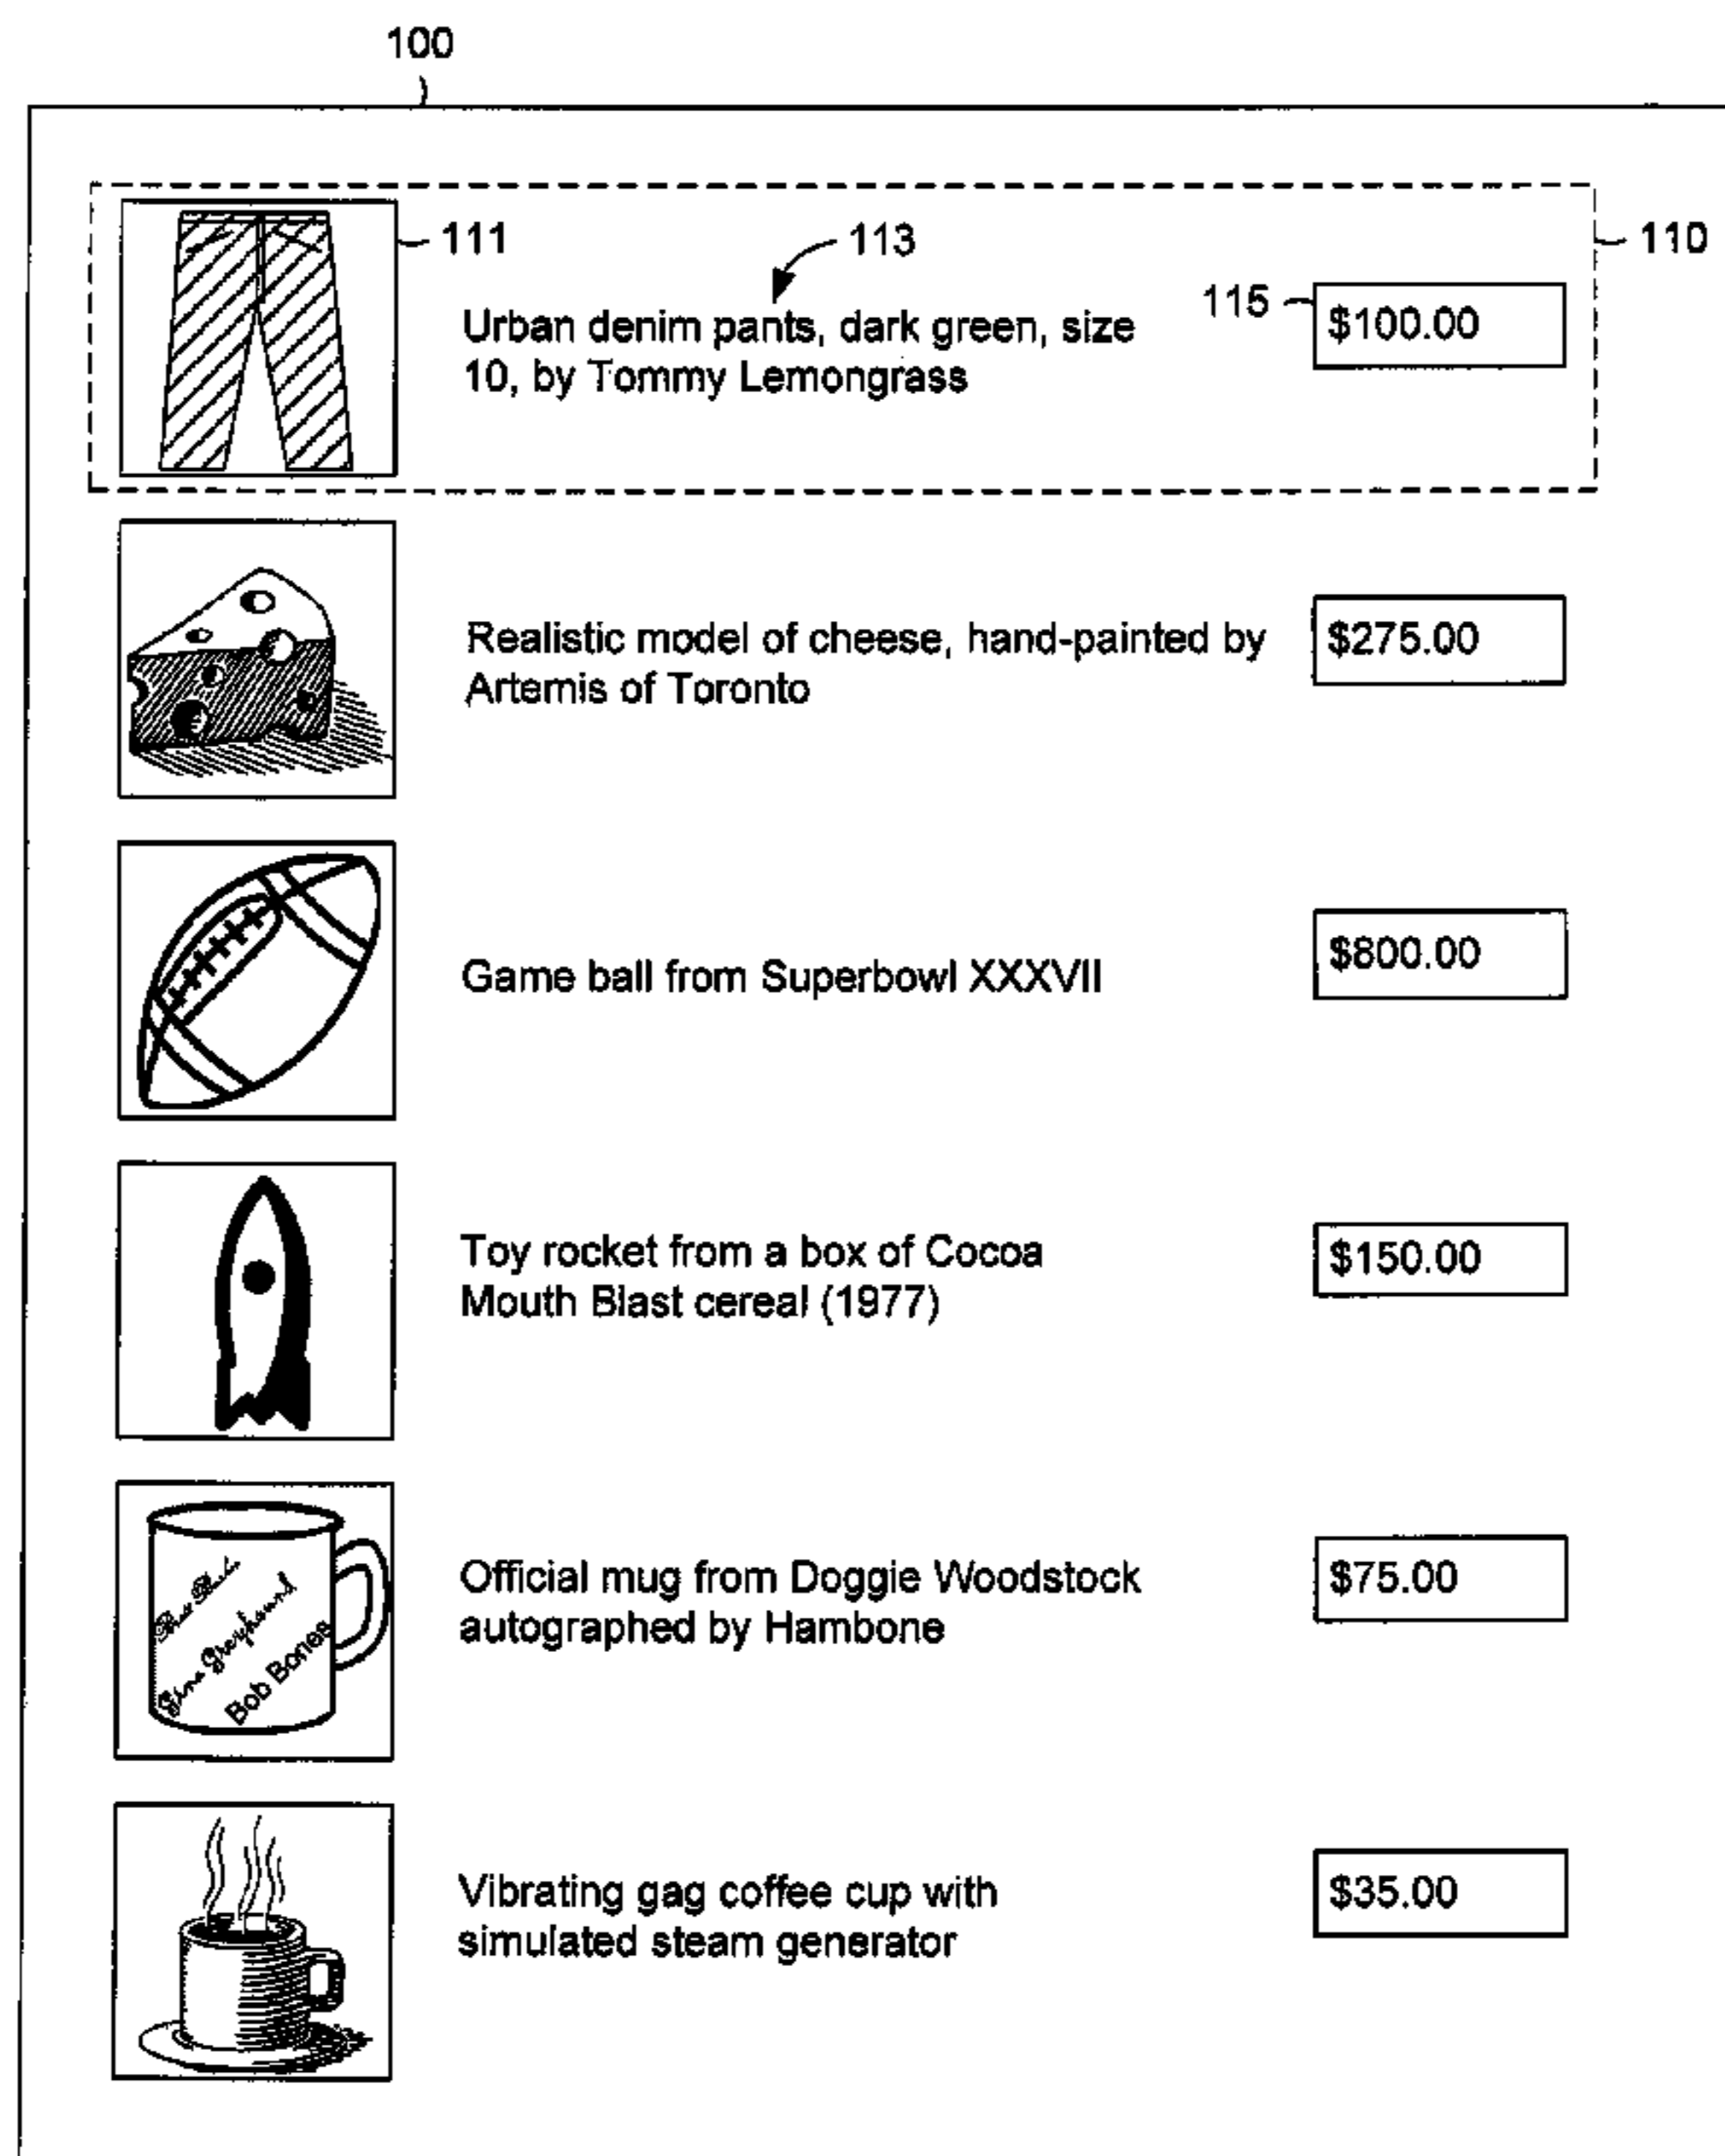 100
111
113
110
Urban denim pants, dark green, size
10, by Tommy Lemongrass
115
$100.00
Realistic model of cheese, hand-painted by
Artemis of Toronto
$275.00
Game ball from Superbowl XXXVII
$800.00
Toy rocket from a box of Cocoa
Mouth Blast cereal (1977)
$150.00
Gino Greyhound
Bob Bones
Official mug from Doggie Woodstock
autographed by Hambone
$75.00
Vibrating gag coffee cup with
simulated steam generator
$35.00